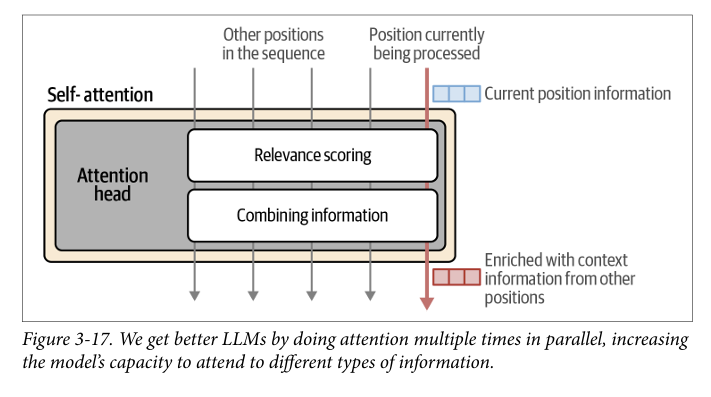 Other positions
in the sequence
Position currently
being processed
Self- attention
Current position information
Relevance scoring
Attention
head
Combining information
Enriched with context
information from other
positions
Figure 3-17. We get better LLMs by doing attention multiple times in parallel, increasing
the model’s capacity to attend to different types of information.